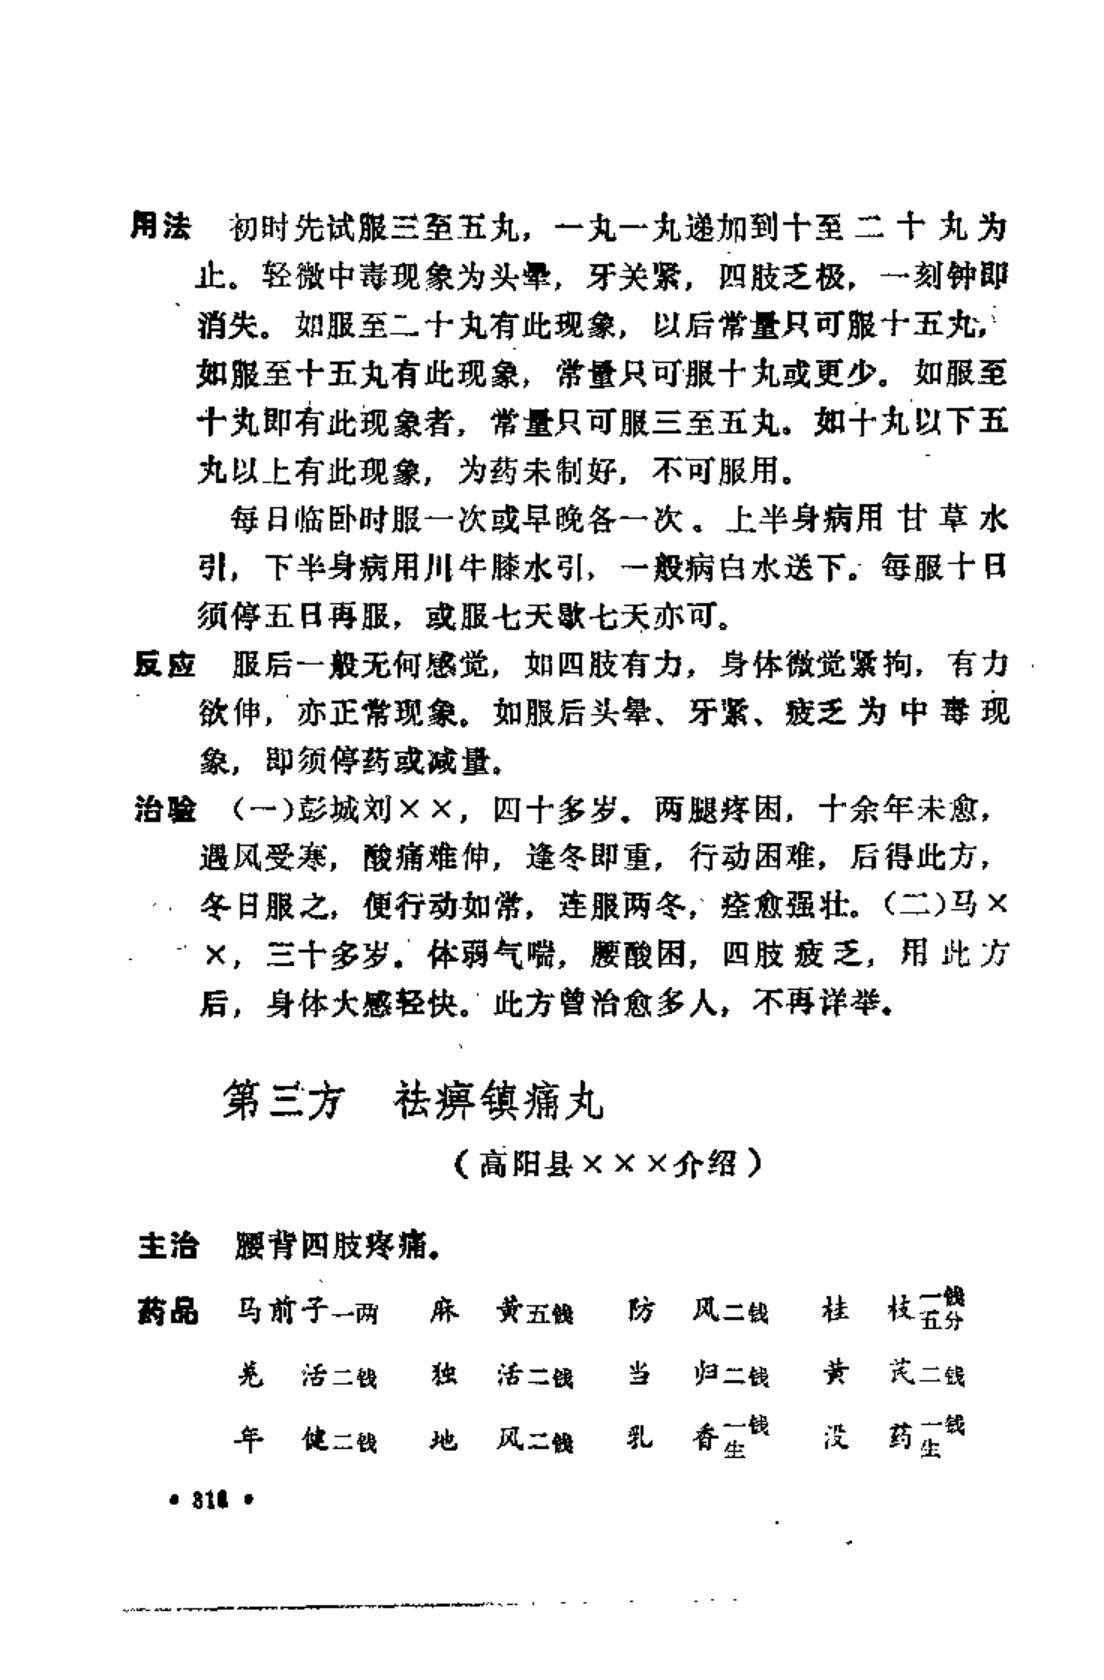 用法　初时先试服三至五丸，一丸一丸递加到十至二十丸为
止。轻微中毒现象为头晕，牙关紧，四肢乏极，一刻钟即
消失。如服至二十丸有此现象，以后常量只可服十五丸，
如服至十五丸有此现象，常量只可服十丸或更少。如服至
十丸即有此现象者，常量只可服三至五丸。如十丸以下五
丸以上有此现象，为药未制好，不可服用。
每日临卧时服一次或早晚各一次。上半身病用甘草水
引，下半身病用川牛膝水引，一般病白水送下。每服十日
须停五日再服，或服七天歇七天亦可。
反应　服后一般无何感觉，如四肢有力，身体微觉紧拘，有力
欲伸，亦正常现象。如服后头晕、牙紧、疲乏为中毒现
象，即须停药或减量。
治验　（一）彭城刘××，四十多岁。两腿疼困，十余年未愈，
遇风受寒，酸痛难伸，逢冬即重，行动困难，后得此方，
冬日服之，便行动如常，连服两冬，痊愈强壮。（二）马×
×，三十多岁。体弱气喘，腰酸困，四肢疲乏，用此方
后，身体大感轻快。此方曾治愈多人，不再详举。
第三方　祛痹镇痛丸
（高阳县×××介绍）
主治　腰背四肢疼痛。
药品　马前子一两　麻黄五钱　防风二钱　桂枝一钱五分
羌活二钱　独活二钱　当归二钱　黄芪二钱
年健二钱　地风二钱　乳香一钱生　没药一钱生